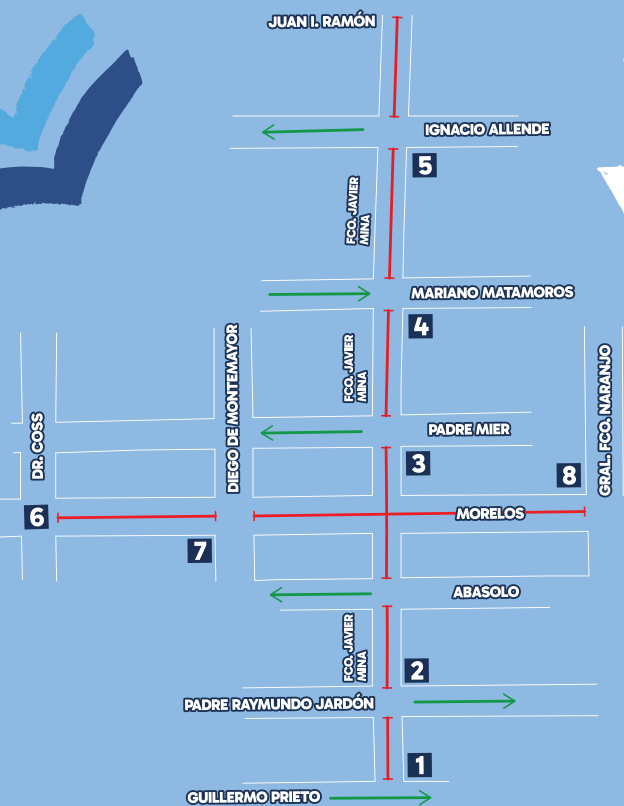 JUAN I. RAMÓN
IGNACIO ALLENDE
5
FCO. JAVIER
MINA
MARIANO MATAMOROS
4
DIEGO DE MONTEMAYOR
FCO. JAVIER
MINA
GRAL. FCO. NARANJO
DR. COSS
PADRE MIER
3
8
6
MORELOS
7
ABASOLO
FCO. JAVIER
MINA
2
PADRE RAYMUNDO JARDÓN
1
GUILLERMO PRIETO